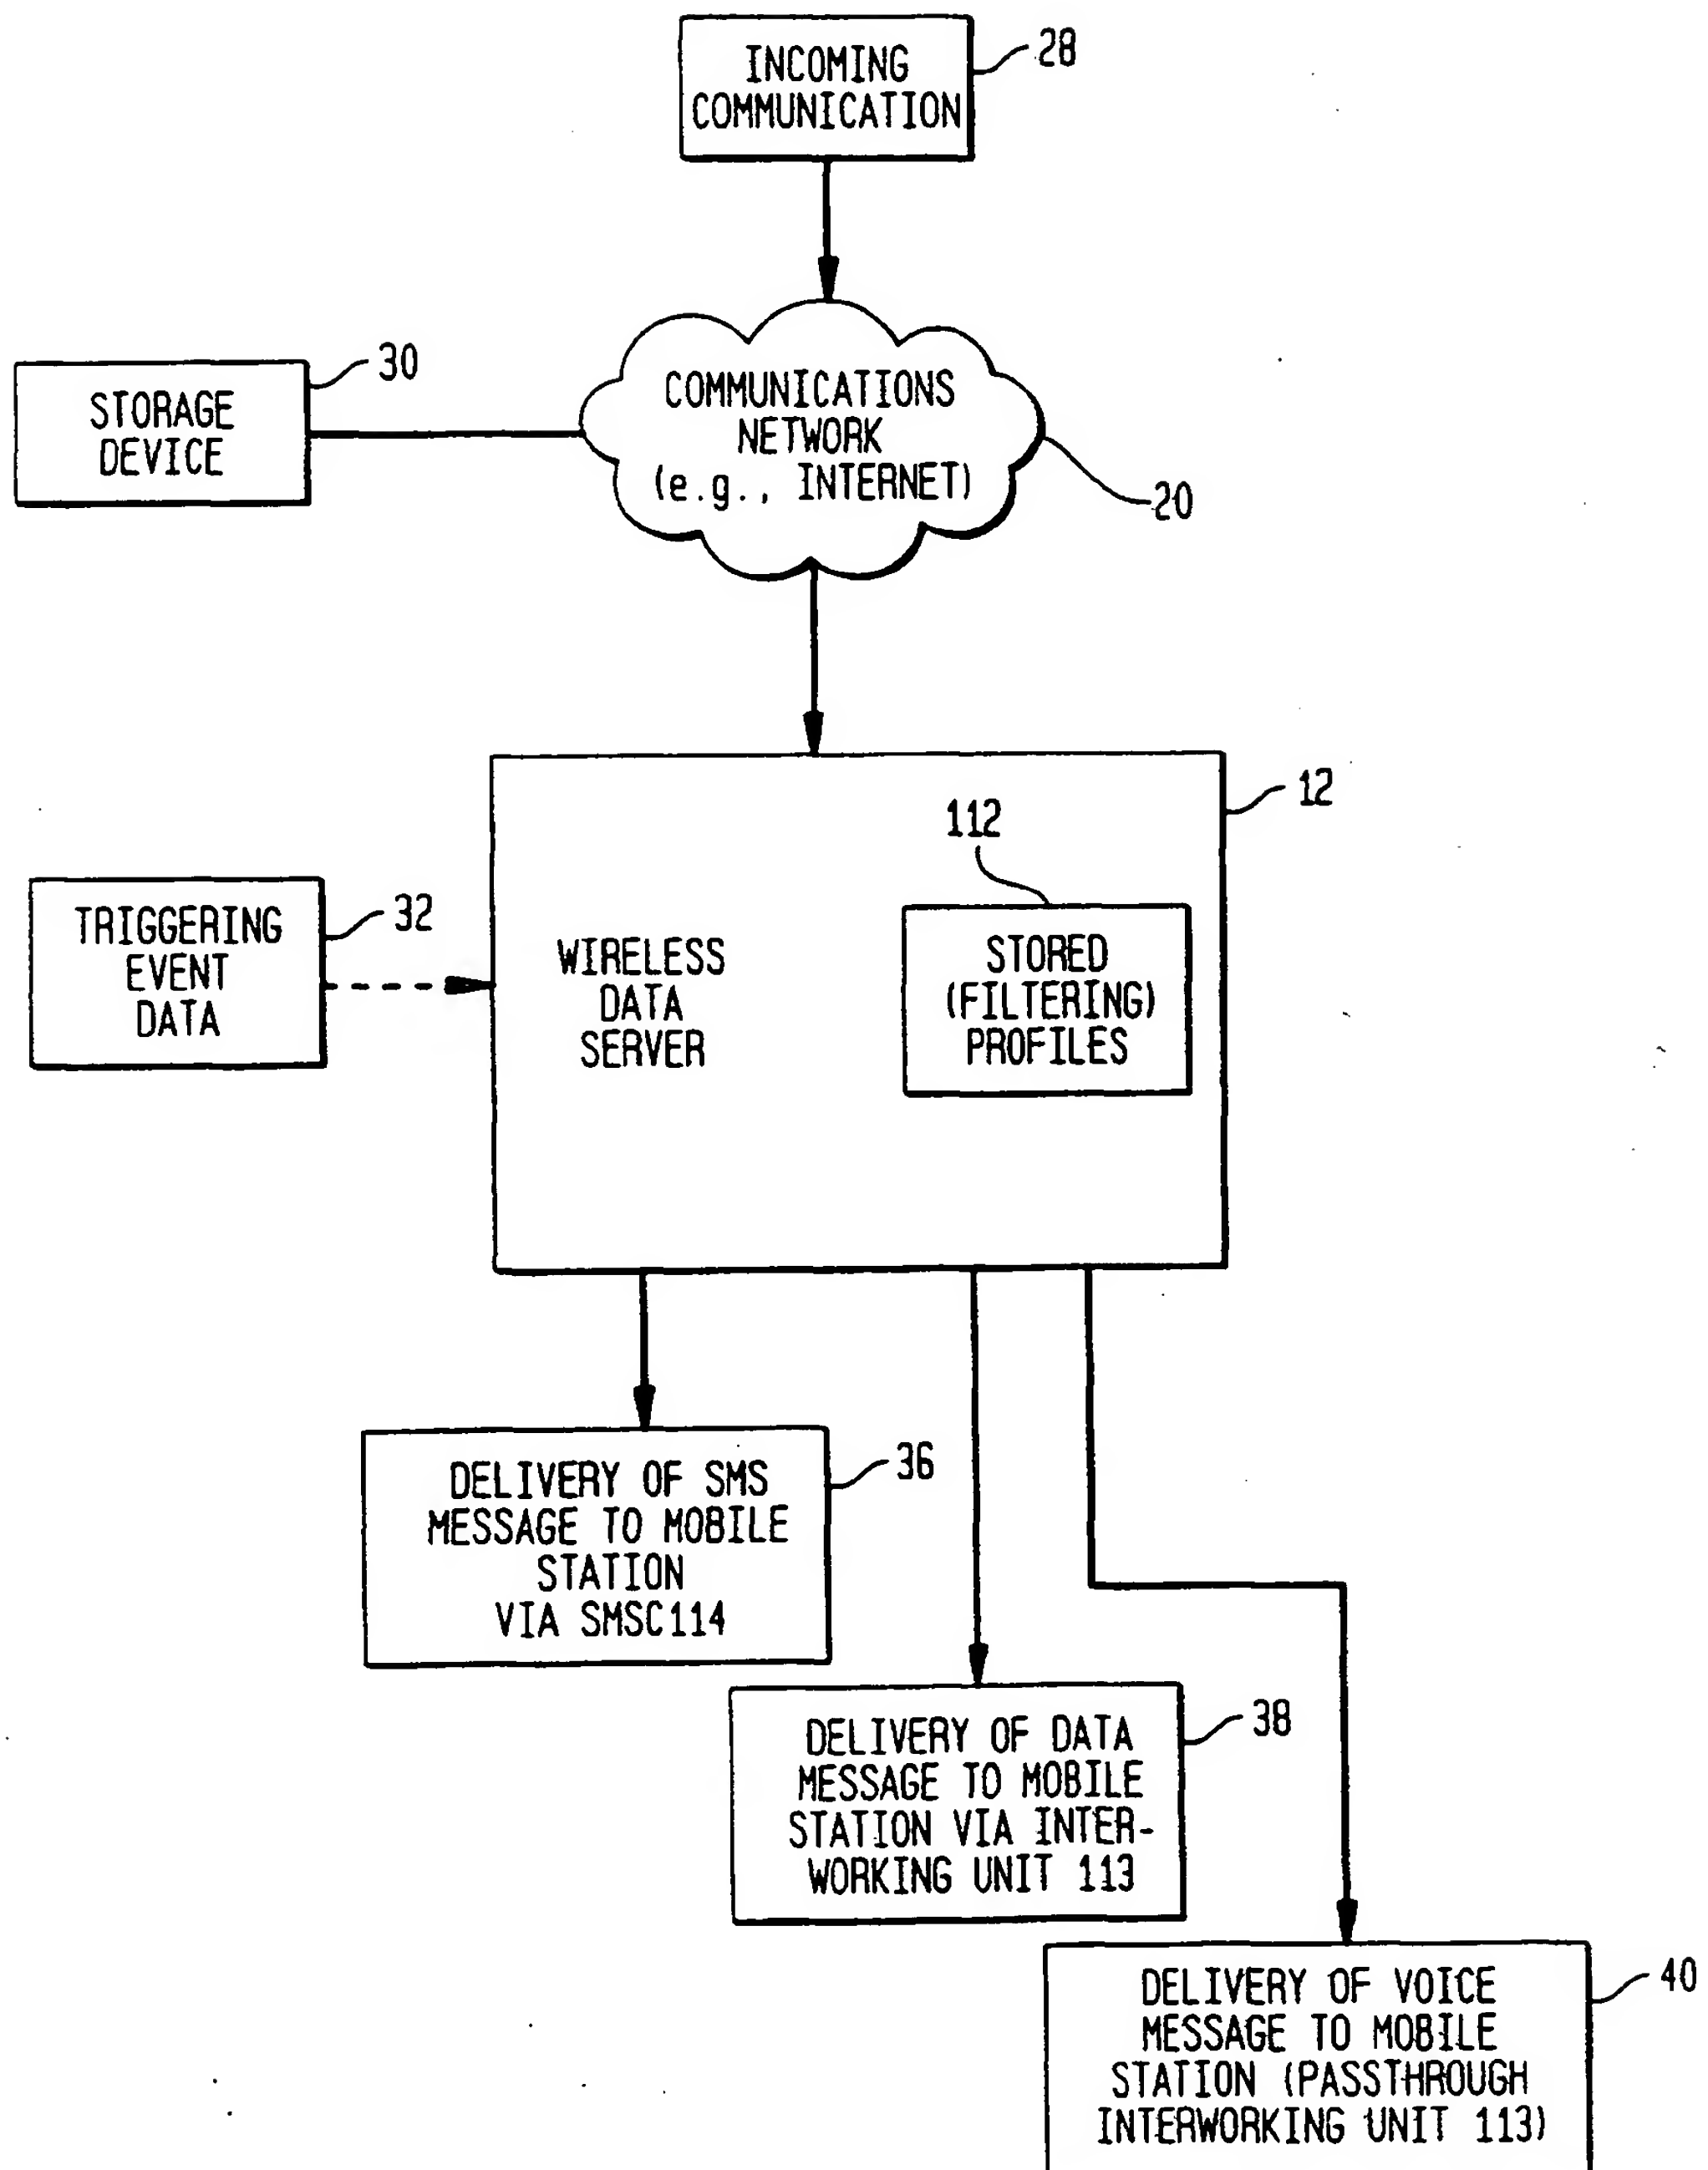 INCOMING
COMMUNICATION
28
STORAGE
DEVICE
30
COMMUNICATIONS
NETWORK
(e.g., INTERNET)
20
12
112
TRIGGERING
EVENT
DATA
32
WIRELESS
DATA
SERVER
STORED
(FILTERING)
PROFILES
DELIVERY OF SMS
MESSAGE TO MOBILE
STATION
VIA SMSC114
36
DELIVERY OF DATA
MESSAGE TO MOBILE
STATION VIA INTER-
WORKING UNIT 113
38
DELIVERY OF VOICE
MESSAGE TO MOBILE
STATION (PASSTHROUGH
INTERWORKING UNIT 113)
40